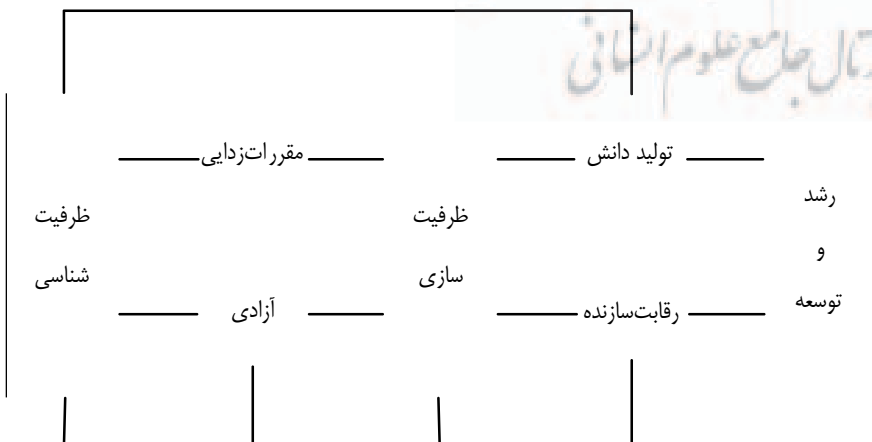 پرتال جامع علوم انسانی
تولید دانش
مقررات‌زدایی
رشد
و
توسعه
ظرفیت
سازی
ظرفیت
شناسی
رقابت‌سازنده
آزادی